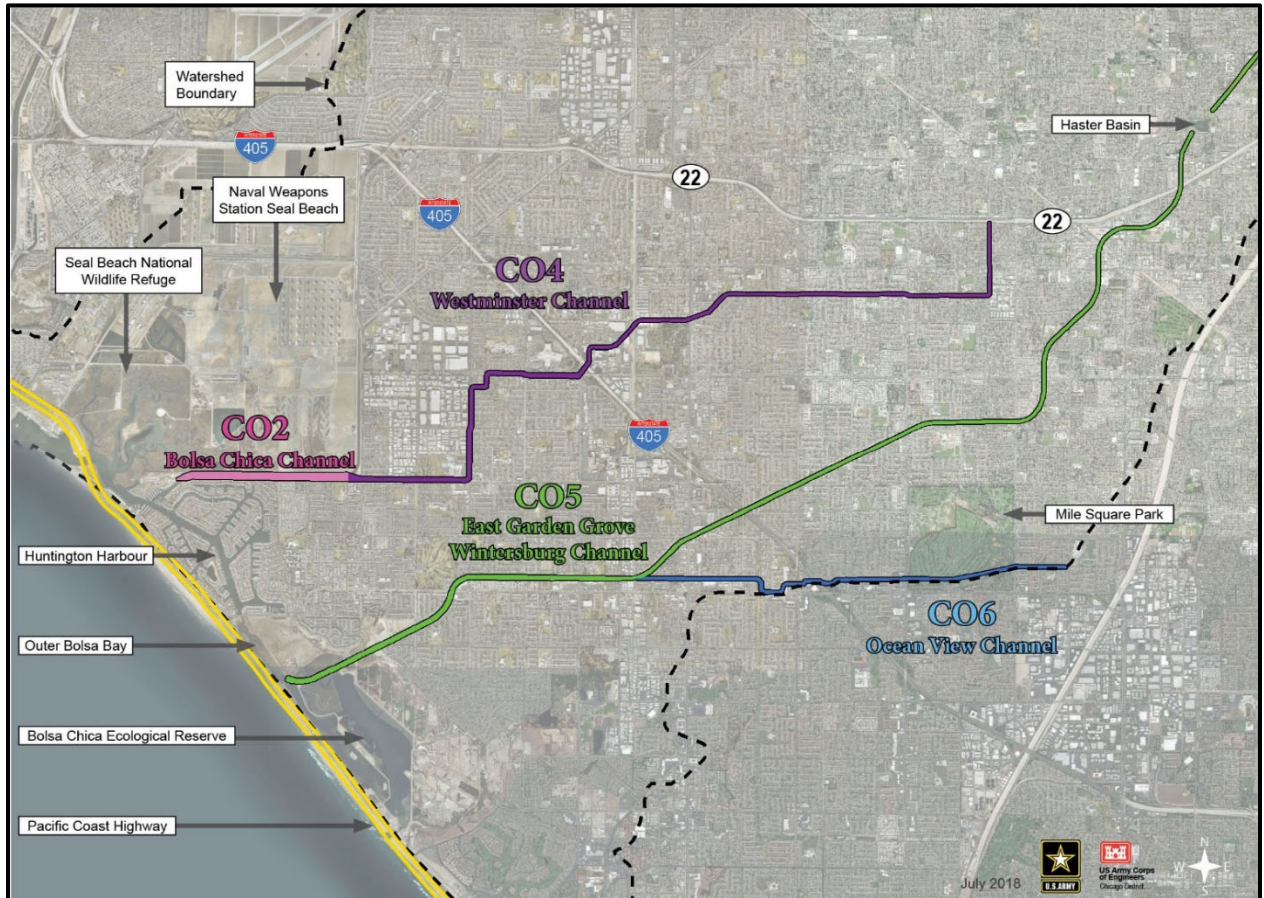 Watershed
Boundary
Haster Basin
INTERSTATE
405
Naval Weapons
Station Seal Beach
22
INTERSTATE
405
22
Seal Beach National
Wildlife Refuge
CO4
Westminster Channel
CO2
Bolsa Chica Channel
INTERSTATE
405
CO5
East Garden Grove
Wintersburg Channel
Mile Square Park
Huntington Harbour
CO6
Ocean View Channel
Outer Bolsa Bay
Bolsa Chica Ecological Reserve
Pacific Coast Highway
July 2018
U.S. ARMY
US Army Corps
of Engineers
Chicago District
N
W E
S